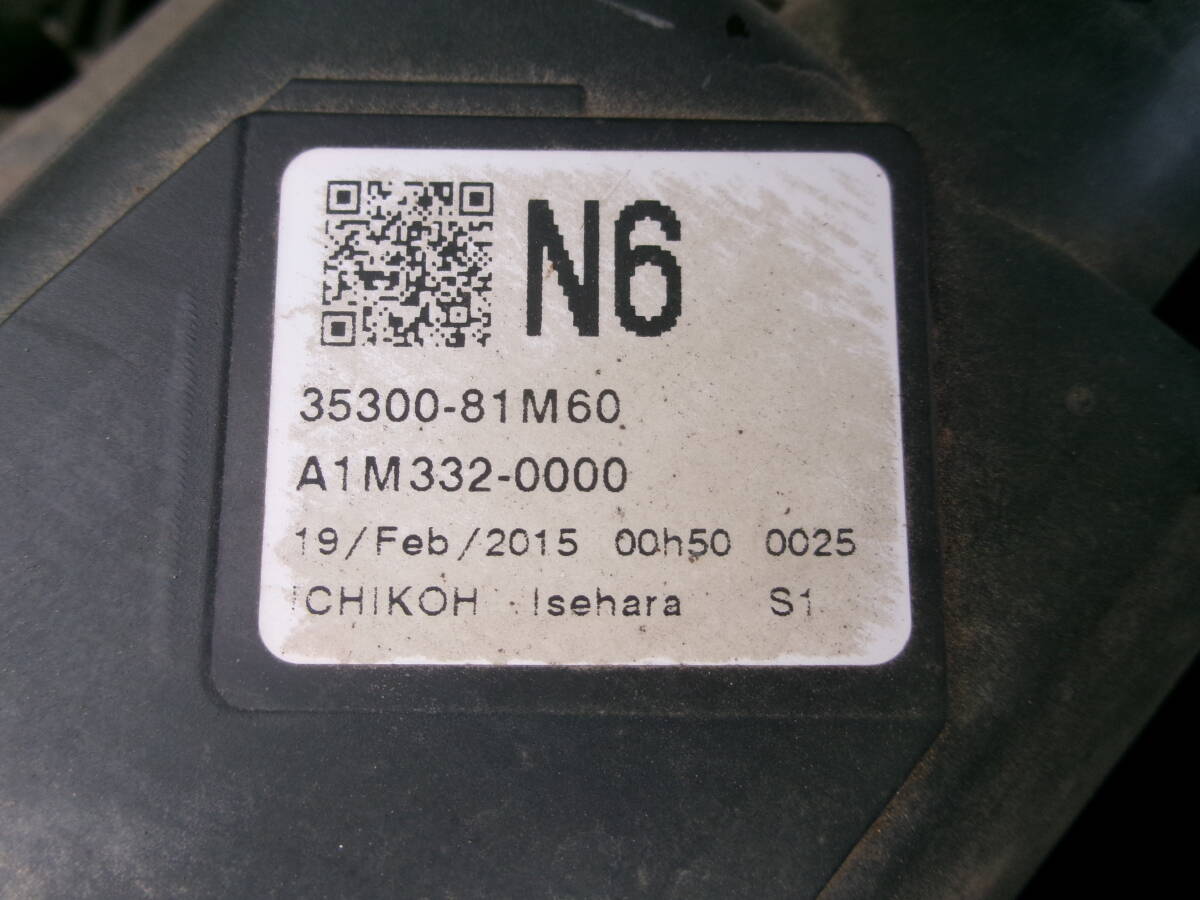 N6
35300-81M60
A1M332-0000
19/Feb/2015 00h50 0025
ICHIKOH Isehara S1